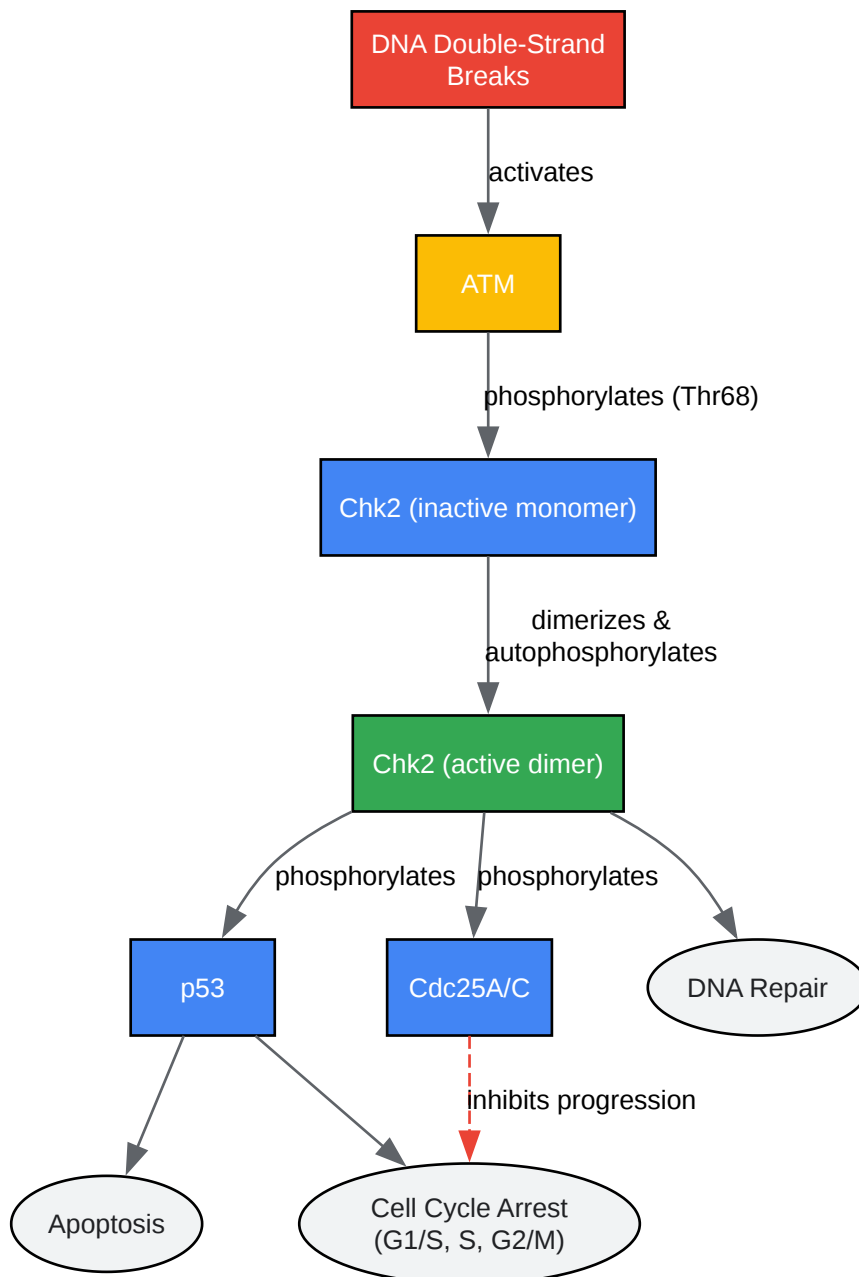 DNA Double-Strand
Breaks
activates
ATM
phosphorylates (Thr68)
Chk2 (inactive monomer)
dimerizes &
autophosphorylates
Chk2 (active dimer)
phosphorylates
phosphorylates
p53
Cdc25A/C
DNA Repair
inhibits progression
Apoptosis
Cell Cycle Arrest
(G1/S, S, G2/M)